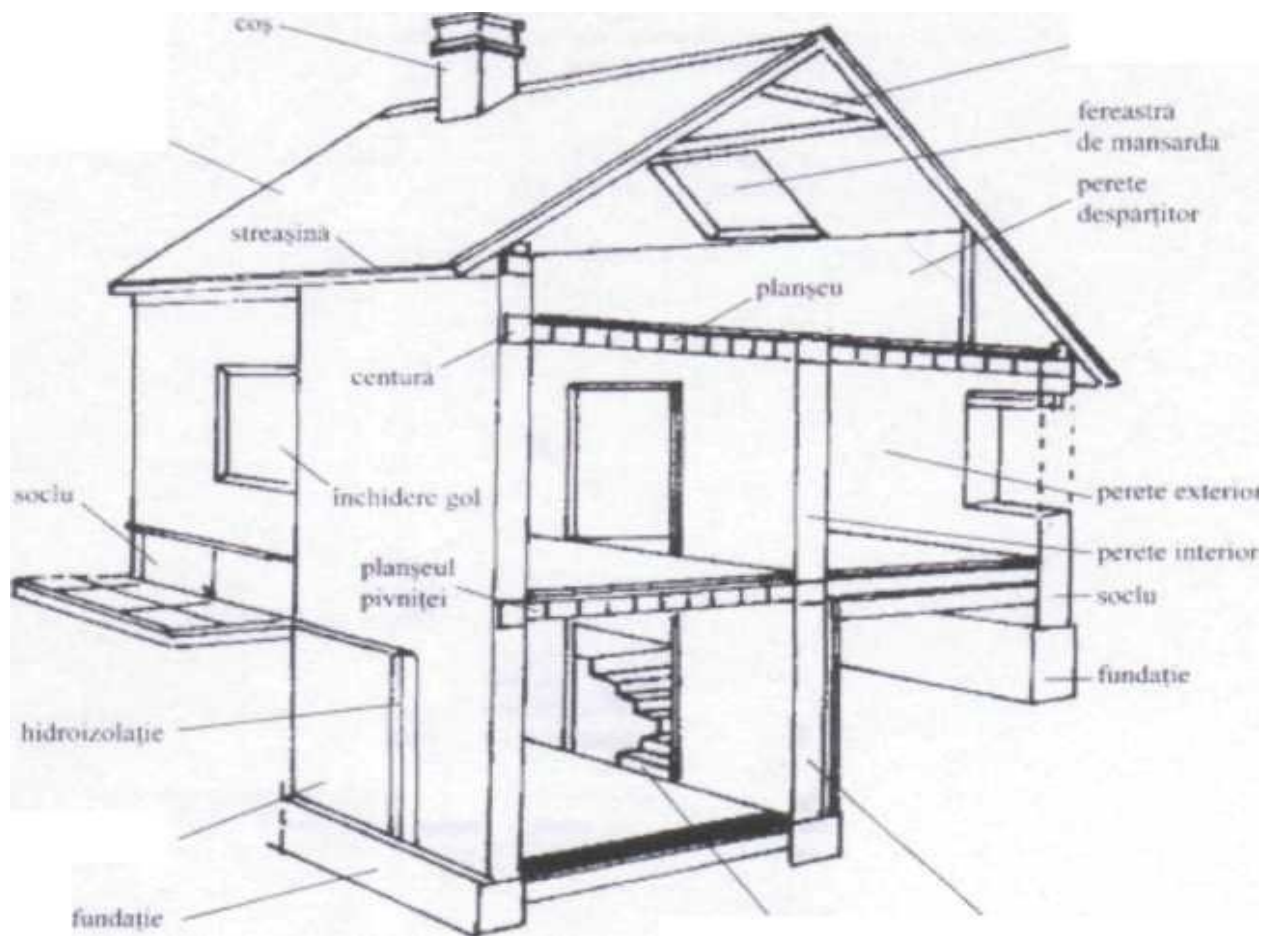 coș
fereastra
de mansarda
perete
despărțitor
streașina
planșeu
centura
soclu
închidere gol
perete exterior
planșeul
pivniței
perete interior
soclu
fundație
hidroizolație
fundație